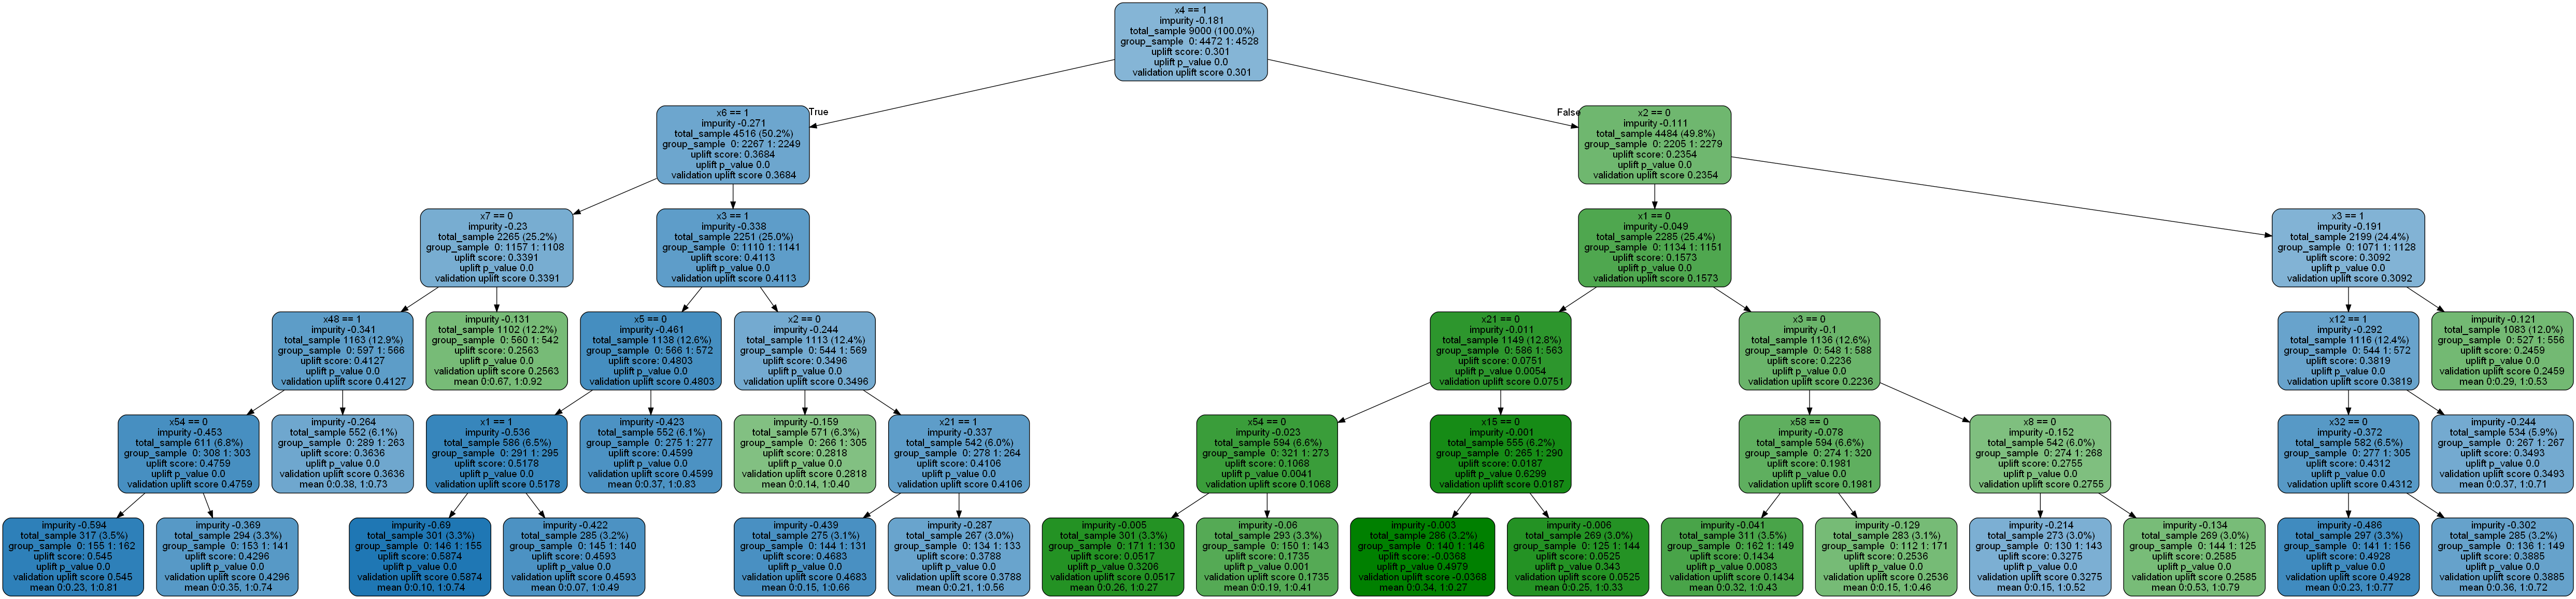 x4 == 1
impurity -0.181
total_sample 9000 (100.0%)
group_sample 0: 4472 1: 4528
uplift score: 0.301
uplift p_value 0.0
validation uplift score 0.301
True
False
x6 == 1
impurity -0.271
total_sample 4516 (50.2%)
group_sample 0: 2267 1: 2249
uplift score: 0.3684
uplift p_value 0.0
validation uplift score 0.3684
x2 == 0
impurity -0.111
total_sample 4484 (49.8%)
group_sample 0: 2205 1: 2279
uplift score: 0.2354
uplift p_value 0.0
validation uplift score 0.2354
x7 == 0
impurity -0.23
total_sample 2265 (25.2%)
group_sample 0: 1157 1: 1108
uplift score: 0.3391
uplift p_value 0.0
validation uplift score 0.3391
x3 == 1
impurity -0.338
total_sample 2251 (25.0%)
group_sample 0: 1110 1: 1141
uplift score: 0.4113
uplift p_value 0.0
validation uplift score 0.4113
x1 == 0
impurity -0.049
total_sample 2285 (25.4%)
group_sample 0: 1134 1: 1151
uplift score: 0.1573
uplift p_value 0.0
validation uplift score 0.1573
x3 == 1
impurity -0.191
total_sample 2199 (24.4%)
group_sample 0: 1071 1: 1128
uplift score: 0.3092
uplift p_value 0.0
validation uplift score 0.3092
x48 == 1
impurity -0.341
total_sample 1163 (12.9%)
group_sample 0: 597 1: 566
uplift score: 0.4127
uplift p_value 0.0
validation uplift score 0.4127
impurity -0.131
total_sample 1102 (12.2%)
group_sample 0: 560 1: 542
uplift score: 0.2563
uplift p_value 0.0
validation uplift score 0.2563
mean 0:0.67, 1:0.92
x5 == 0
impurity -0.461
total_sample 1138 (12.6%)
group_sample 0: 566 1: 572
uplift score: 0.4803
uplift p_value 0.0
validation uplift score 0.4803
x2 == 0
impurity -0.244
total_sample 1113 (12.4%)
group_sample 0: 544 1: 569
uplift score: 0.3496
uplift p_value 0.0
validation uplift score 0.3496
x21 == 0
impurity -0.011
total_sample 1149 (12.8%)
group_sample 0: 586 1: 563
uplift score: 0.0751
uplift p_value 0.0054
validation uplift score 0.0751
x3 == 0
impurity -0.1
total_sample 1136 (12.6%)
group_sample 0: 548 1: 588
uplift score: 0.2236
uplift p_value 0.0
validation uplift score 0.2236
x12 == 1
impurity -0.292
total_sample 1116 (12.4%)
group_sample 0: 544 1: 572
uplift score: 0.3819
uplift p_value 0.0
validation uplift score 0.3819
impurity -0.121
total_sample 1083 (12.0%)
group_sample 0: 527 1: 556
uplift score: 0.2459
uplift p_value 0.0
validation uplift score 0.2459
mean 0:0.29, 1:0.53
x54 == 0
impurity -0.453
total_sample 611 (6.8%)
group_sample 0: 308 1: 303
uplift score: 0.4759
uplift p_value 0.0
validation uplift score 0.4759
impurity -0.264
total_sample 552 (6.1%)
group_sample 0: 289 1: 263
uplift score: 0.3636
uplift p_value 0.0
validation uplift score 0.3636
mean 0:0.38, 1:0.73
x1 == 1
impurity -0.536
total_sample 586 (6.5%)
group_sample 0: 291 1: 295
uplift score: 0.5178
uplift p_value 0.0
validation uplift score 0.5178
impurity -0.423
total_sample 552 (6.1%)
group_sample 0: 275 1: 277
uplift score: 0.4599
uplift p_value 0.0
validation uplift score 0.4599
mean 0:0.37, 1:0.83
impurity -0.159
total_sample 571 (6.3%)
group_sample 0: 266 1: 305
uplift score: 0.2818
uplift p_value 0.0
validation uplift score 0.2818
mean 0:0.14, 1:0.40
x21 == 1
impurity -0.337
total_sample 542 (6.0%)
group_sample 0: 278 1: 264
uplift score: 0.4106
uplift p_value 0.0
validation uplift score 0.4106
x54 == 0
impurity -0.023
total_sample 594 (6.6%)
group_sample 0: 321 1: 273
uplift score: 0.1068
uplift p_value 0.0041
validation uplift score 0.1068
x15 == 0
impurity -0.001
total_sample 555 (6.2%)
group_sample 0: 265 1: 290
uplift score: 0.0187
uplift p_value 0.6299
validation uplift score 0.0187
x58 == 0
impurity -0.078
total_sample 594 (6.6%)
group_sample 0: 274 1: 320
uplift score: 0.1981
uplift p_value 0.0
validation uplift score 0.1981
x8 == 0
impurity -0.152
total_sample 542 (6.0%)
group_sample 0: 274 1: 268
uplift score: 0.2755
uplift p_value 0.0
validation uplift score 0.2755
x32 == 0
impurity -0.372
total_sample 582 (6.5%)
group_sample 0: 277 1: 305
uplift score: 0.4312
uplift p_value 0.0
validation uplift score 0.4312
impurity -0.244
total_sample 534 (5.9%)
group_sample 0: 267 1: 267
uplift score: 0.3493
uplift p_value 0.0
validation uplift score 0.3493
mean 0:0.37, 1:0.71
impurity -0.594
total_sample 317 (3.5%)
group_sample 0: 155 1: 162
uplift score: 0.545
uplift p_value 0.0
validation uplift score 0.545
mean 0:0.23, 1:0.81
impurity -0.369
total_sample 294 (3.3%)
group_sample 0: 153 1: 141
uplift score: 0.4296
uplift p_value 0.0
validation uplift score 0.4296
mean 0:0.35, 1:0.74
impurity -0.69
total_sample 301 (3.3%)
group_sample 0: 146 1: 155
uplift score: 0.5874
uplift p_value 0.0
validation uplift score 0.5874
mean 0:0.10, 1:0.74
impurity -0.422
total_sample 285 (3.2%)
group_sample 0: 145 1: 140
uplift score: 0.4593
uplift p_value 0.0
validation uplift score 0.4593
mean 0:0.07, 1:0.49
impurity -0.439
total_sample 275 (3.1%)
group_sample 0: 144 1: 131
uplift score: 0.4683
uplift p_value 0.0
validation uplift score 0.4683
mean 0:0.15, 1:0.66
impurity -0.287
total_sample 267 (3.0%)
group_sample 0: 134 1: 133
uplift score: 0.3788
uplift p_value 0.0
validation uplift score 0.3788
mean 0:0.21, 1:0.56
impurity -0.005
total_sample 301 (3.3%)
group_sample 0: 171 1: 130
uplift score: 0.0517
uplift p_value 0.3206
validation uplift score 0.0517
mean 0:0.26, 1:0.27
impurity -0.06
total_sample 293 (3.3%)
group_sample 0: 150 1: 143
uplift score: 0.1735
uplift p_value 0.001
validation uplift score 0.1735
mean 0:0.19, 1:0.41
impurity -0.003
total_sample 286 (3.2%)
group_sample 0: 140 1: 146
uplift score: -0.0368
uplift p_value 0.4979
validation uplift score -0.0368
mean 0:0.34, 1:0.27
impurity -0.006
total_sample 269 (3.0%)
group_sample 0: 125 1: 144
uplift score: 0.0525
uplift p_value 0.343
validation uplift score 0.0525
mean 0:0.25, 1:0.33
impurity -0.041
total_sample 311 (3.5%)
group_sample 0: 162 1: 149
uplift score: 0.1434
uplift p_value 0.0083
validation uplift score 0.1434
mean 0:0.32, 1:0.43
impurity -0.129
total_sample 283 (3.1%)
group_sample 0: 112 1: 171
uplift score: 0.2536
uplift p_value 0.0
validation uplift score 0.2536
mean 0:0.15, 1:0.46
impurity -0.214
total_sample 273 (3.0%)
group_sample 0: 130 1: 143
uplift score: 0.3275
uplift p_value 0.0
validation uplift score 0.3275
mean 0:0.15, 1:0.52
impurity -0.134
total_sample 269 (3.0%)
group_sample 0: 144 1: 125
uplift score: 0.2585
uplift p_value 0.0
validation uplift score 0.2585
mean 0:0.53, 1:0.79
impurity -0.486
total_sample 297 (3.3%)
group_sample 0: 141 1: 156
uplift score: 0.4928
uplift p_value 0.0
validation uplift score 0.4928
mean 0:0.23, 1:0.77
impurity -0.302
total_sample 285 (3.2%)
group_sample 0: 136 1: 149
uplift score: 0.3885
uplift p_value 0.0
validation uplift score 0.3885
mean 0:0.36, 1:0.72